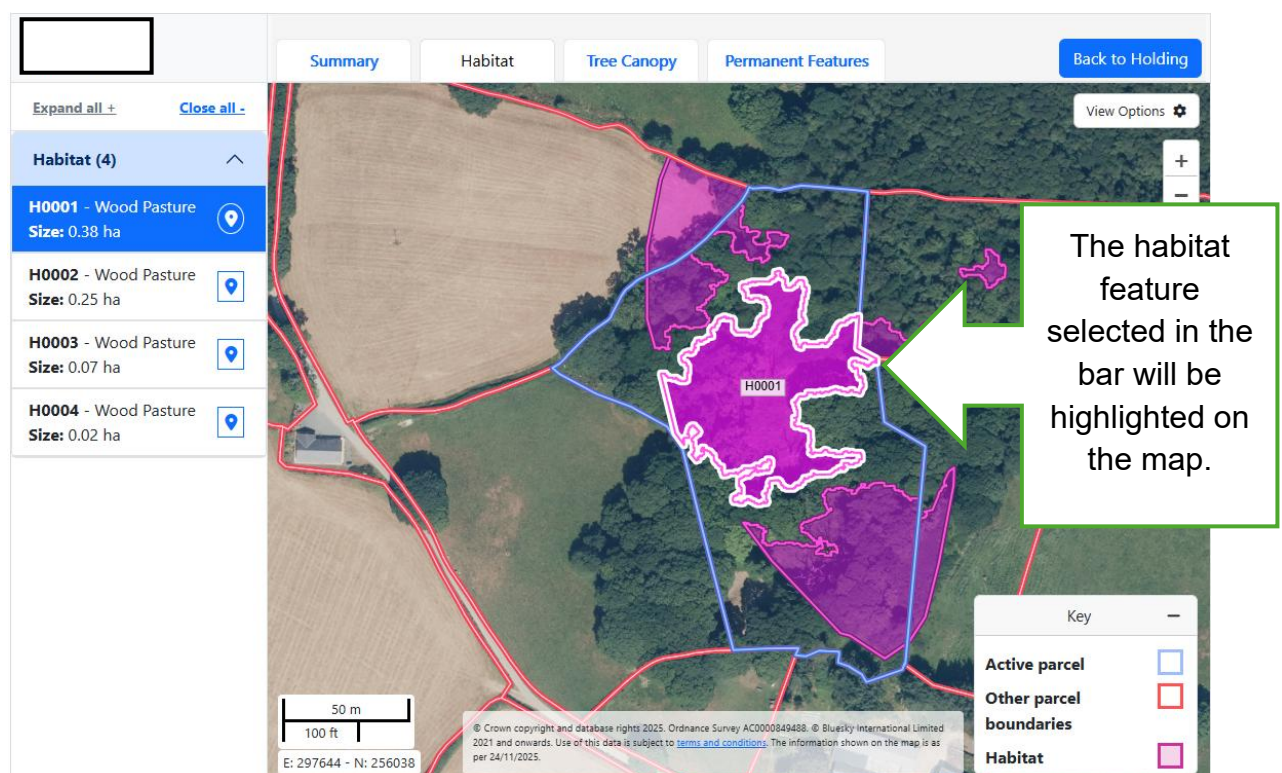 Summary
Habitat
Tree Canopy
Permanent Features
Back to Holding
Expand all +
Close all -
View Options
Habitat (4)
H0001 - Wood Pasture
Size: 0.38 ha
H0002 - Wood Pasture
Size: 0.25 ha
H0003 - Wood Pasture
Size: 0.07 ha
H0004 - Wood Pasture
Size: 0.02 ha
+
−
H0001
The habitat
feature
selected in the
bar will be
highlighted on
the map.
Key −
Active parcel
Other parcel
boundaries
Habitat
50 m
100 ft
E: 297644 - N: 256038
© Crown copyright and database rights 2025. Ordnance Survey AC0000849488. © Bluesky International Limited
2021 and onwards. Use of this data is subject to terms and conditions. The information shown on the map is as
per 24/11/2025.